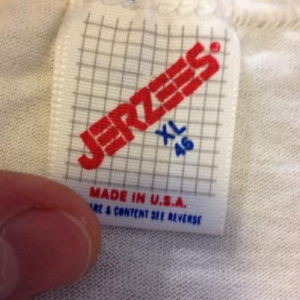 JERZEES®
XL
46
MADE IN U.S.A.
& CONTENT SEE REVERSE